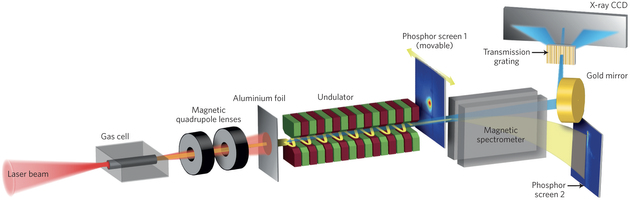 X-ray CCD
Phosphor screen 1
(movable)
Transmission
grating
Gold mirror
Undulator
Aluminium foil
Magnetic
quadrupole lenses
Gas cell
Magnetic
spectrometer
Laser beam
Phosphor
screen 2